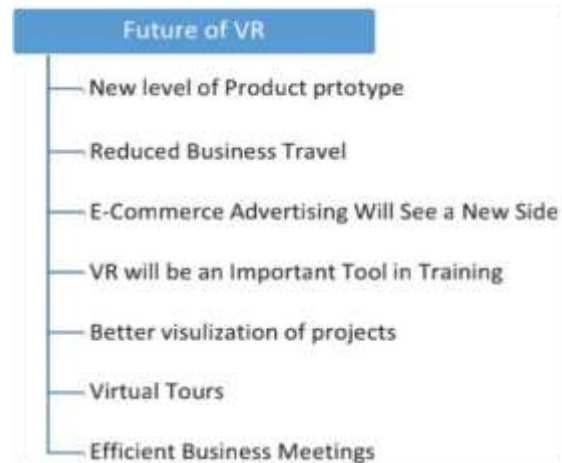 Future of VR
New level of Product prtotype
Reduced Business Travel
E-Commerce Advertising Will See a New Side
VR will be an Important Tool in Training
Better visulization of projects
Virtual Tours
Efficient Business Meetings